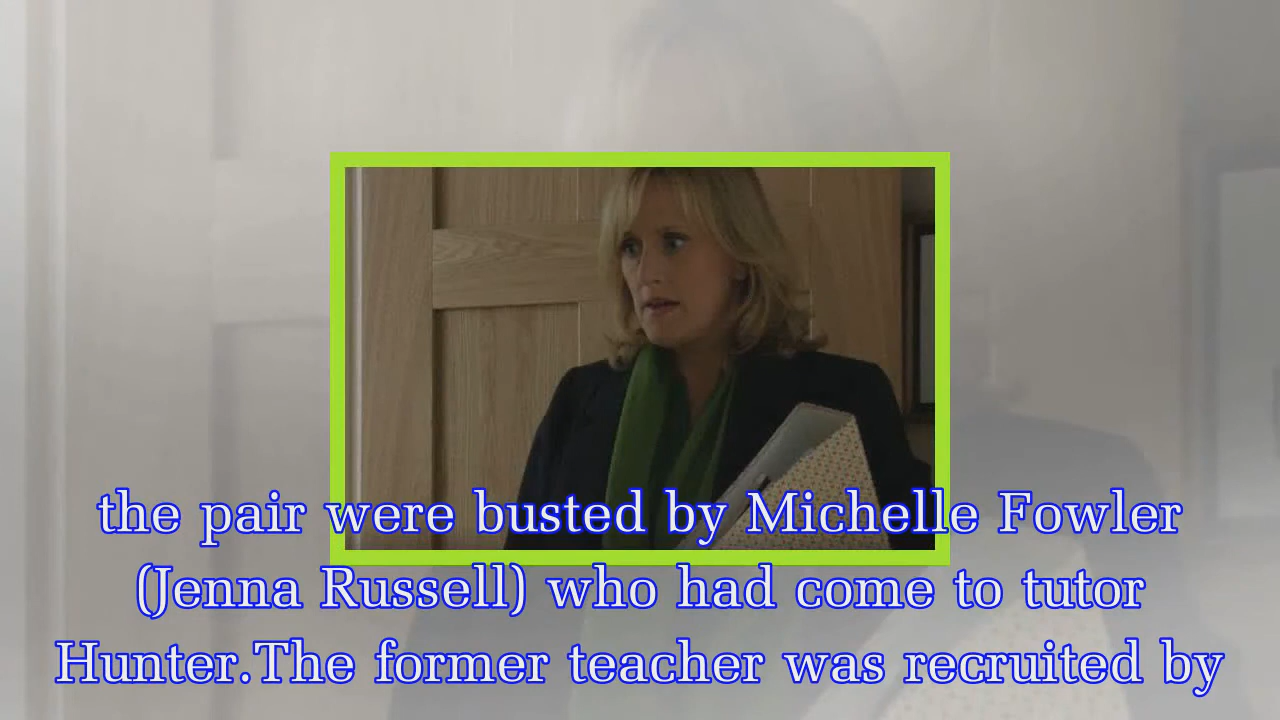 the pair were busted by Michelle Fowler
(Jenna Russell) who had come to tutor
Hunter.The former teacher was recruited by